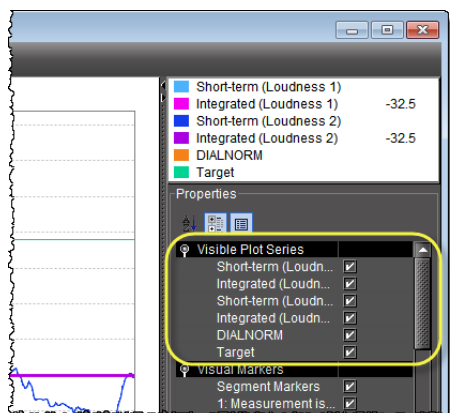 Short-term (Loudness 1)
Integrated (Loudness 1) -32.5
Short-term (Loudness 2)
Integrated (Loudness 2) -32.5
DIALNORM
Target
Properties
Visible Plot Series
Short-term (Loudn...
Integrated (Loudn...
Short-term (Loudn...
Integrated (Loudn...
DIALNORM
Target
Visual Markers
Segment Markers
1: Measurement is...